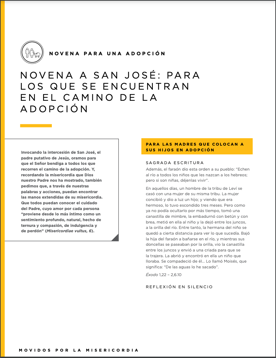 NOVENA PARA UNA ADOPCIÓN
NOVENA A SAN JOSÉ: PARA
LOS QUE SE ENCUENTRAN
EN EL CAMINO DE LA
ADOPCIÓN
Invocando la intercesión de San José, el
padre putativo de Jesús, oramos para
que el Señor bendiga a todos los que
recorren el camino de la adopción. Y,
recordando la misericordia que Dios
nuestro Padre nos ha mostrado, también
pedimos que, a través de nuestras
palabras y acciones, puedan encontrar
las manos extendidas de su misericordia.
Que todos puedan conocer el cuidado
del Padre, cuyo amor por cada persona
"proviene desde lo más íntimo como un
sentimiento profundo, natural, hecho de
ternura y compasión, de indulgencia y
de perdón" (Misericordiae vultus, 6).
PARA LAS MADRES QUE COLOCAN A
SUS HIJOS EN ADOPCIÓN
SAGRADA ESCRITURA
Además, el faraón dio esta orden a su pueblo: "Echen
al río a todos los niños que les nazcan a los hebreos;
pero si son niñas, déjenlas vivir".
En aquellos días, un hombre de la tribu de Leví se
casó con una mujer de su misma tribu. La mujer
concibió y dio a luz un hijo; y viendo que era
hermoso, lo tuvo escondido tres meses. Pero como
ya no podía ocultarlo por más tiempo, tomó una
canastilla de mimbre, la embadurnó con betún y con
brea, metió en ella al niño y la dejó entre los juncos,
a la orilla del río. Entre tanto, la hermana del niño se
quedó a cierta distancia para ver lo que sucedía. Bajó
la hija del faraón a bañarse en el río, y mientras sus
doncellas se paseaban por la orilla, vio la canastilla
entre los juncos y envió a una criada para que se
la trajera. La abrió y encontró en ella un niño que
lloraba. Se compadeció de él... Lo llamó Moisés, que
significa "De las aguas lo he sacado".
Éxodo 1:22 - 2,6.10
REFLEXIÓN EN SILENCIO
MOVIDOS POR LA MISERICORDIA